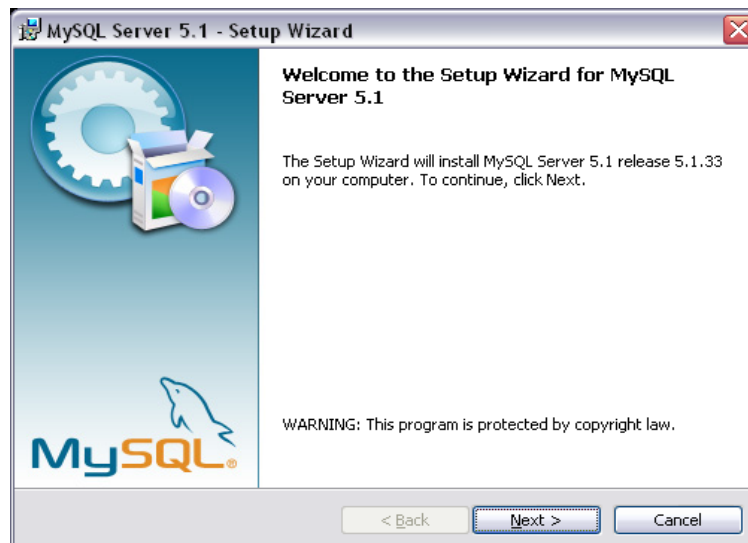 MySQL Server 5.1 - Setup Wizard
Welcome to the Setup Wizard for MySQL
Server 5.1
The Setup Wizard will install MySQL Server 5.1 release 5.1.33
on your computer. To continue, click Next.
WARNING: This program is protected by copyright law.
MySQL®
< Back
Next >
Cancel